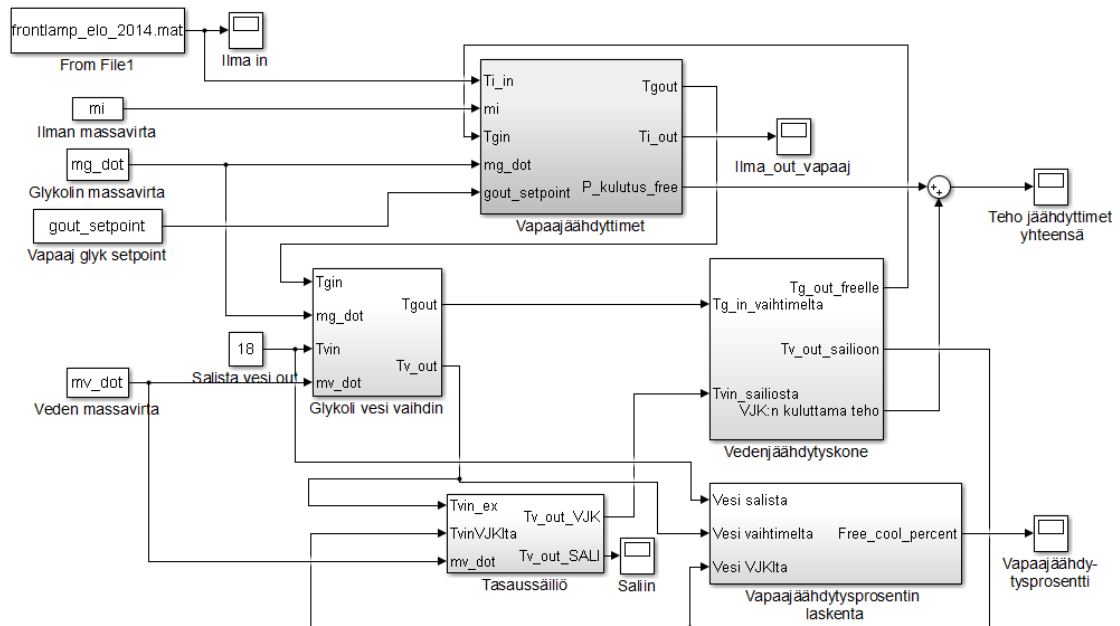 frontlamp_elo_2014.mat
From File1
Ilma in
mi
Ilman massavirta
mg_dot
Glykolin massavirta
gout_setpoint
Vapaaj glyk setpoint
Ti_in
mi
Tgin
mg_dot
gout_setpoint
Tgout
Ti_out
P_kulutus_free
Vapaajäähdyttimet
Ilma_out_vapaaj
Teho jäähdyttimet
yhteensä
Tgin
mg_dot
Tvin
mv_dot
Tgout
Tv_out
Glykoli vesi vaihdin
18
Salista vesi out
mv_dot
Veden massavirta
Tg_in_vaihtimelta
Tvin_sailiosta
Tg_out_freelle
Tv_out_sailioon
VJK:n kuluttama teho
Vedenjäähdytyskone
Tvin_ex
TvinVJKlta
mv_dot
Tv_out_VJK
Tv_out_SALI
Tasaussäiliö
Saliin
Vesi salista
Vesi vaihtimelta
Vesi VJKlta
Free_cool_percent
Vapaajäähdytysprosentin
laskenta
Vapaajäähdy-
tysprosentti